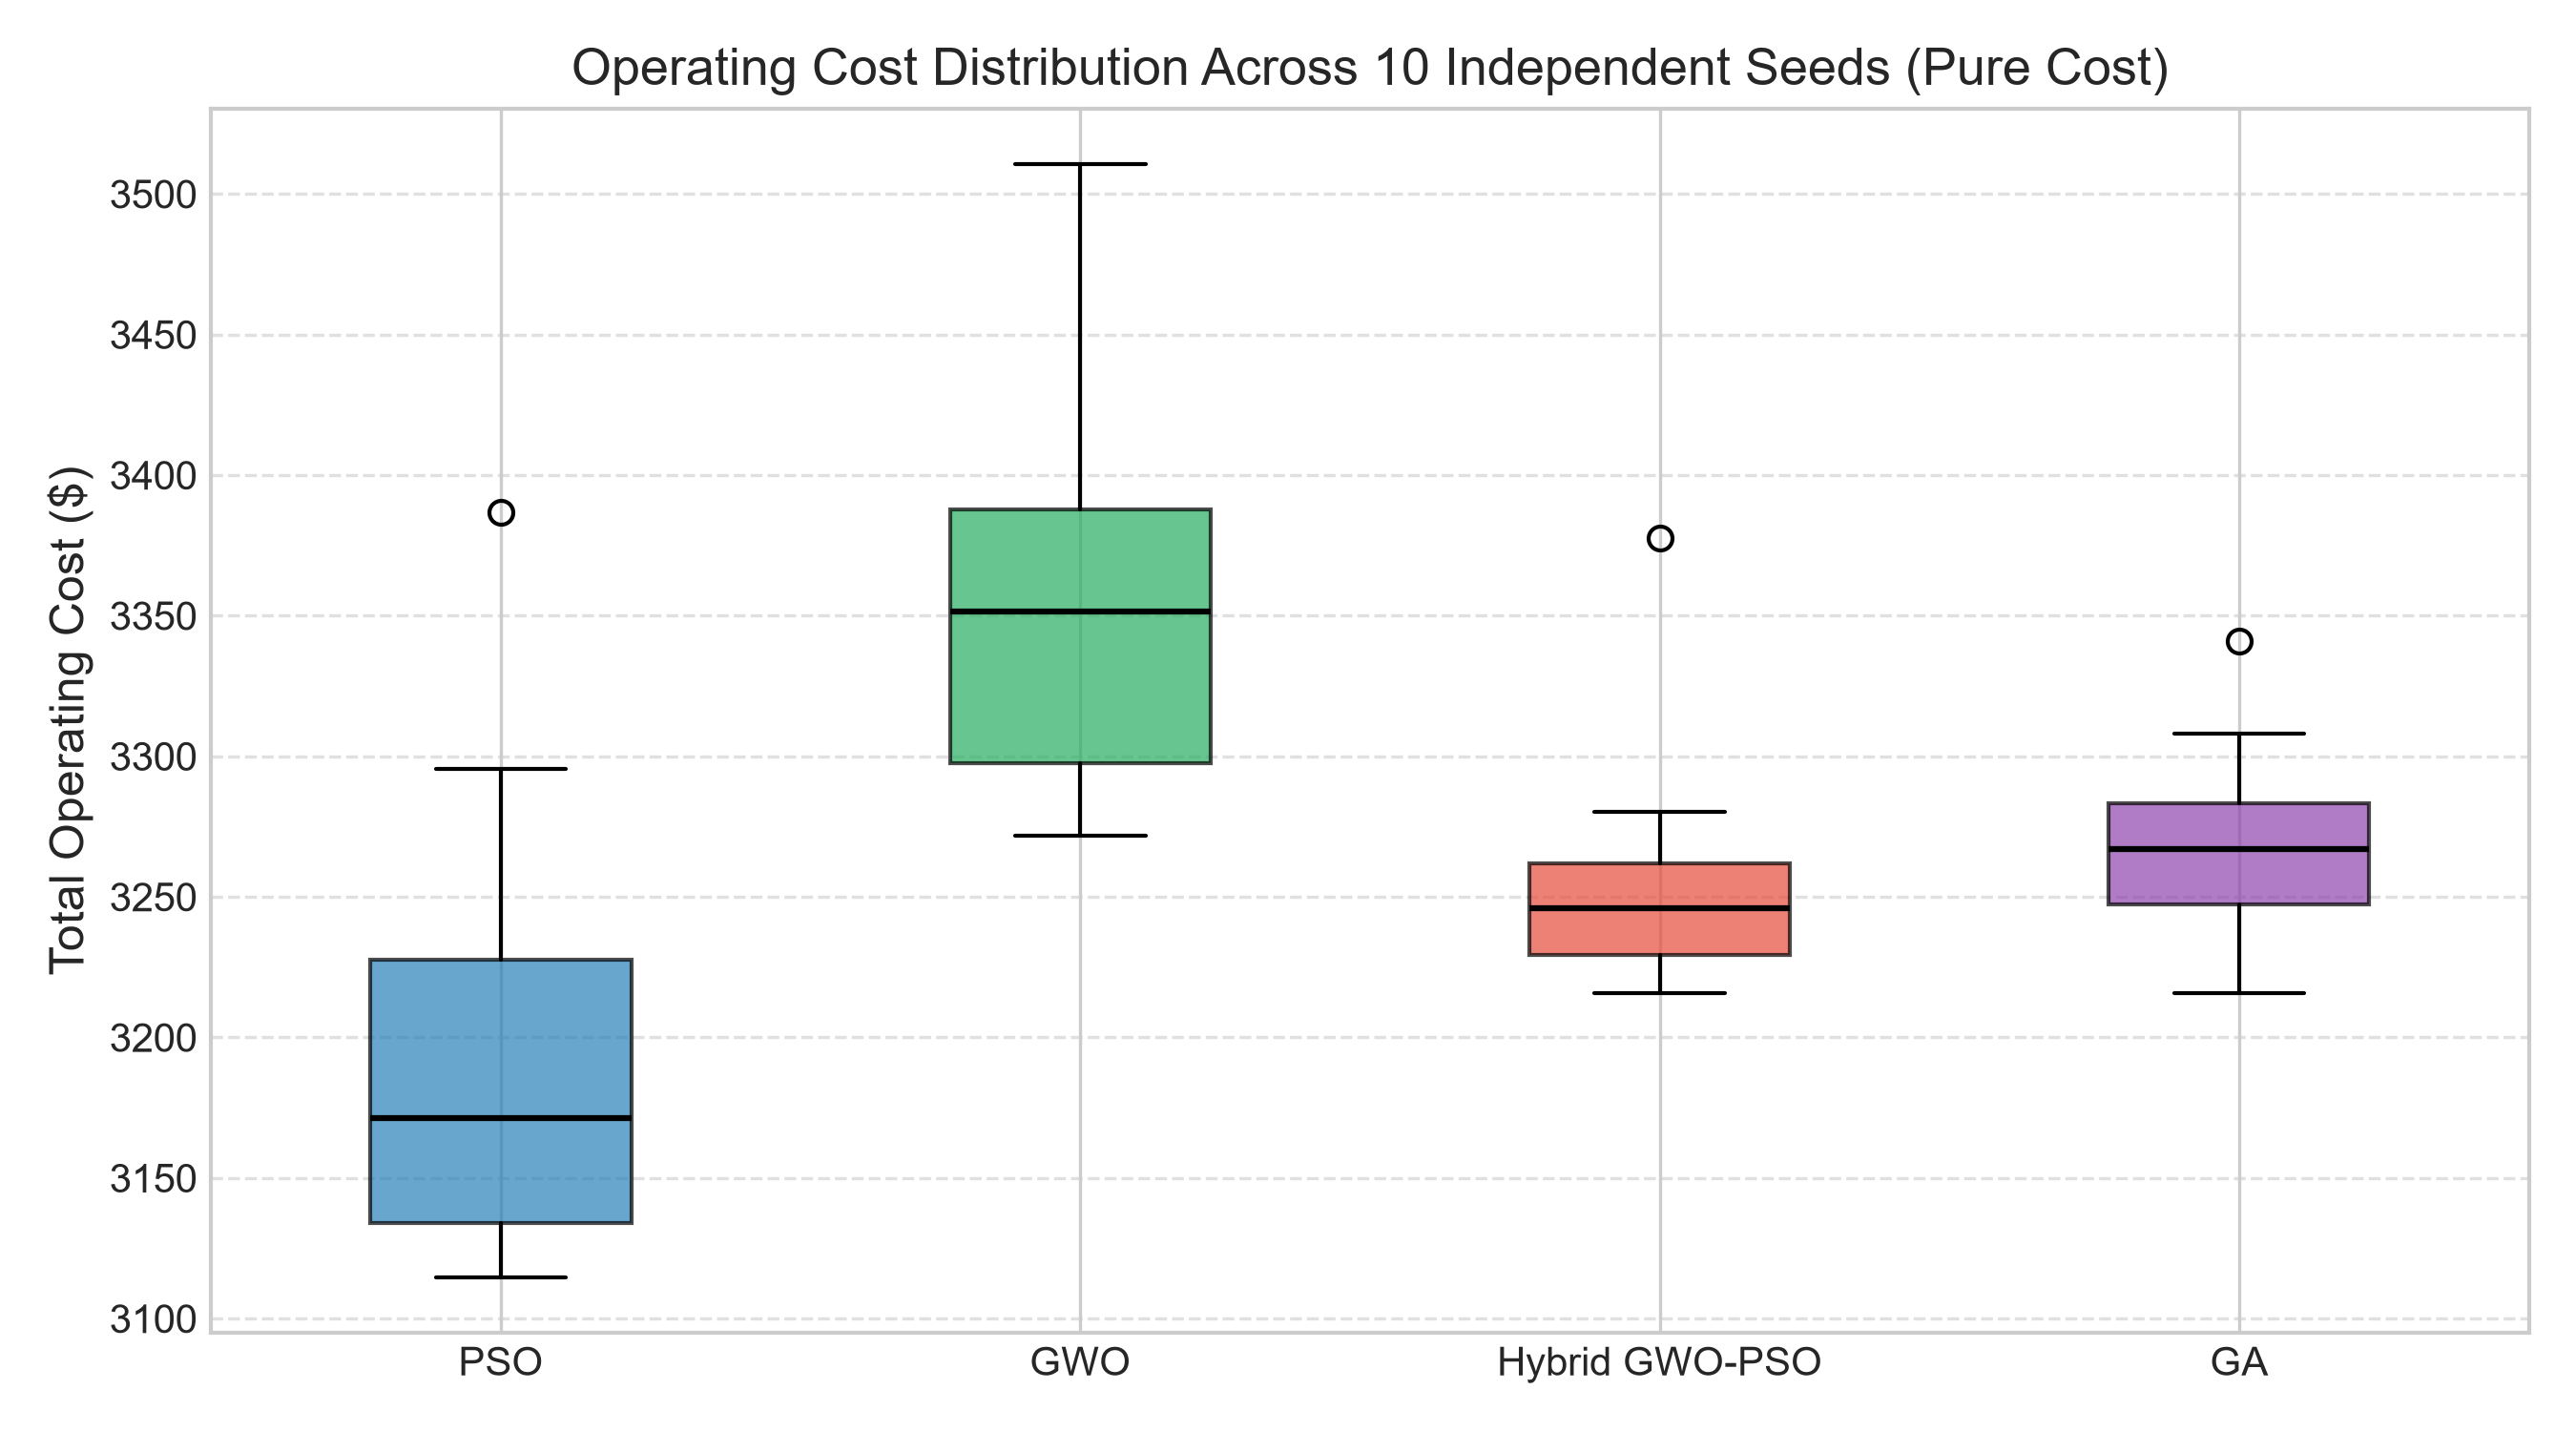 Operating Cost Distribution Across 10 Independent Seeds (Pure Cost)
Total Operating Cost ($)
3500
3450
3400
3350
3300
3250
3200
3150
3100
PSO
GWO
Hybrid GWO-PSO
GA